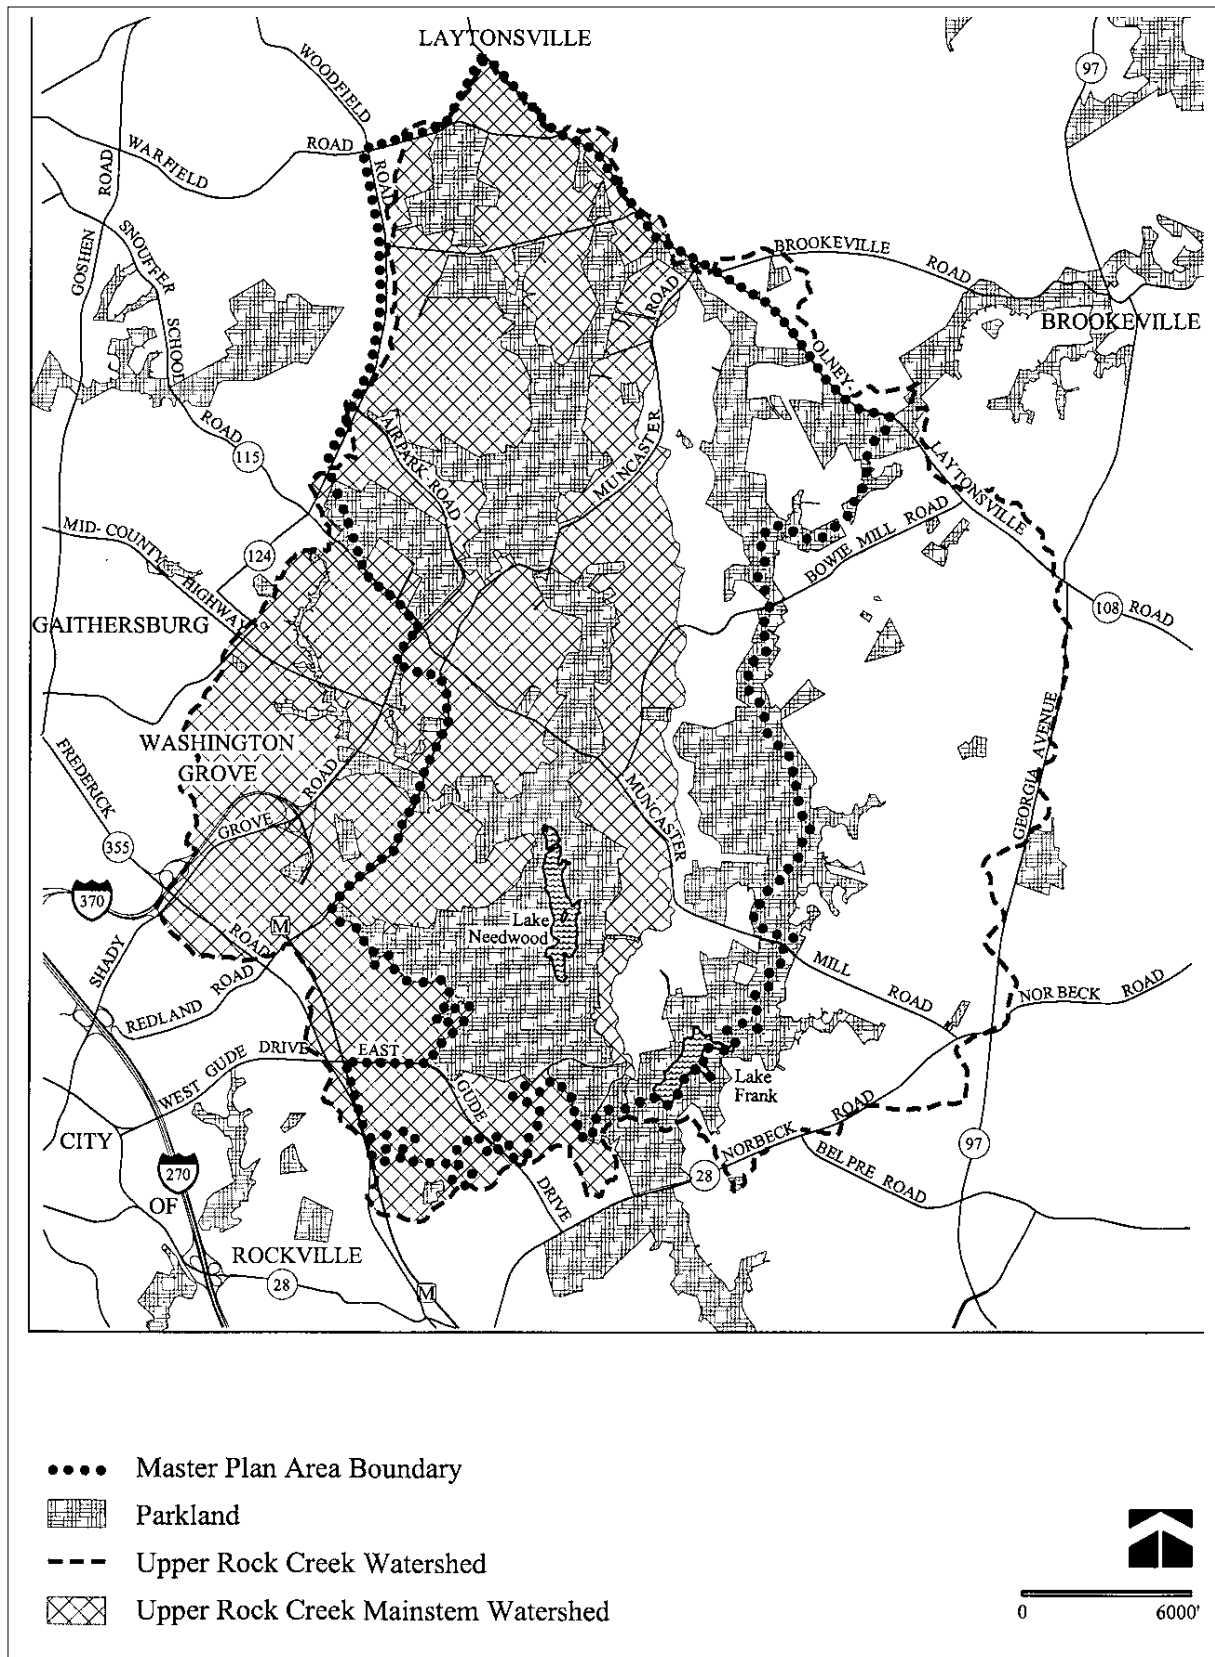 LAYTONSVILLE
WOODFIELD
ROAD
97
WARFIELD
ROAD
ROAD
GOSHEN
SNOUFFER
SCHOOL
ROAD
115
BROOKEVILLE
ROAD
BROOKEVILLE
ROAD
MUNCASTER
OLNEY-
LAYTONSVILLE
108
ROAD
AIRPARK ROAD
MID-COUNTY
HIGHWAY
124
BOWIE MILL ROAD
GAITHERSBURG
WASHINGTON
GROVE
FREDERICK
355
ROAD
GROVE
ROAD
370
SHADY
M
REDLAND ROAD
MUNCASTER
MILL
ROAD
GEORGIA AVENUE
Lake
Needwood
NORBECK ROAD
WEST GUDE DRIVE
EAST
GUDE
DRIVE
Lake
Frank
NORBECK
ROAD
28
BELPRE ROAD
97
CITY
OF
ROCKVILLE
270
28
M
Master Plan Area Boundary
Parkland
Upper Rock Creek Watershed
Upper Rock Creek Mainstem Watershed
0 6000'